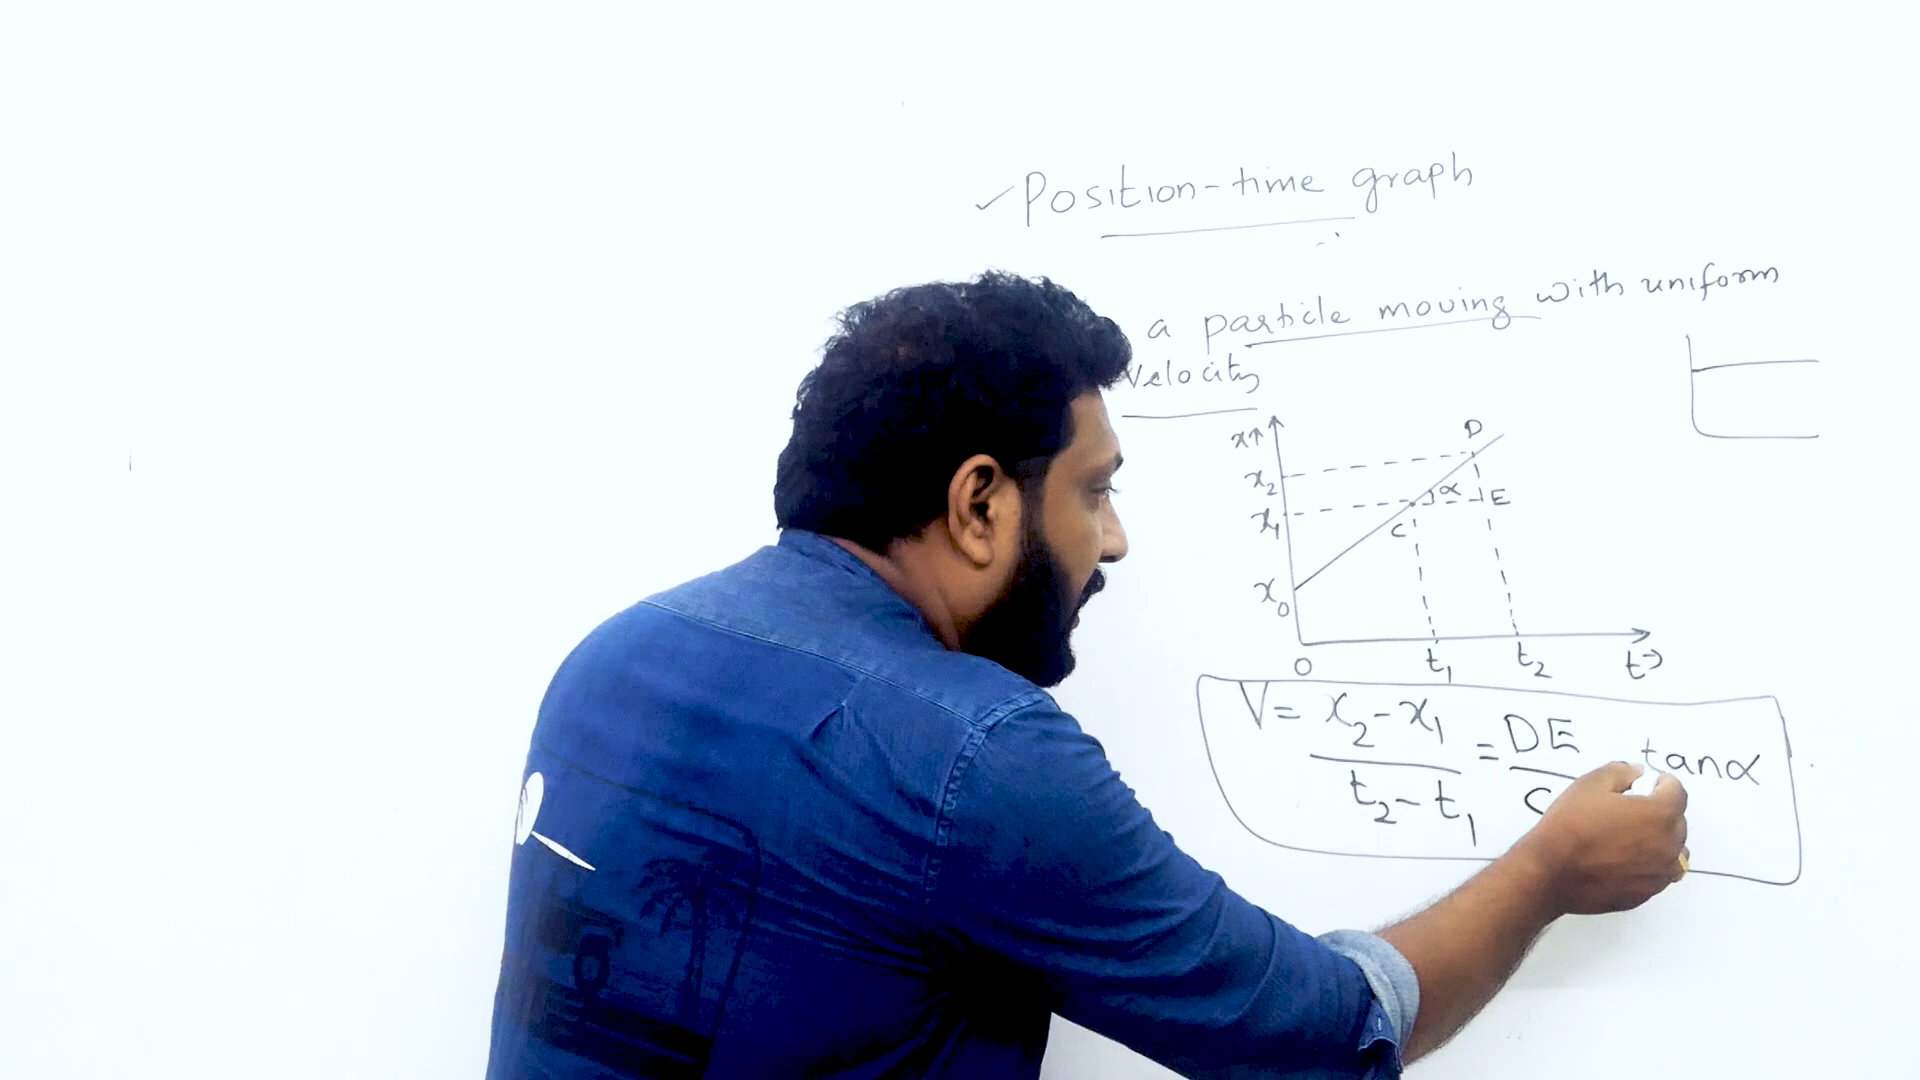 ✓ Position-time graph
a particle moving with uniform
Velocity
x↑
D
x2
α
E
x1
C
x0
O
t1
t2
t→
V = x2 - x1 / t2 - t1 = DE / C tanα